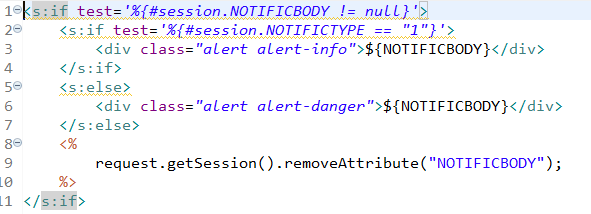 1 <s:if test='%{#session.NOTIFICBODY != null}'>
2     <s:if test='%{#session.NOTIFICTYPE == "1"}'>
3         <div class="alert alert-info">${NOTIFICBODY}</div>
4     </s:if>
5     <s:else>
6         <div class="alert alert-danger">${NOTIFICBODY}</div>
7     </s:else>
8     <%
9         request.getSession().removeAttribute("NOTIFICBODY");
10     %>
11 </s:if>